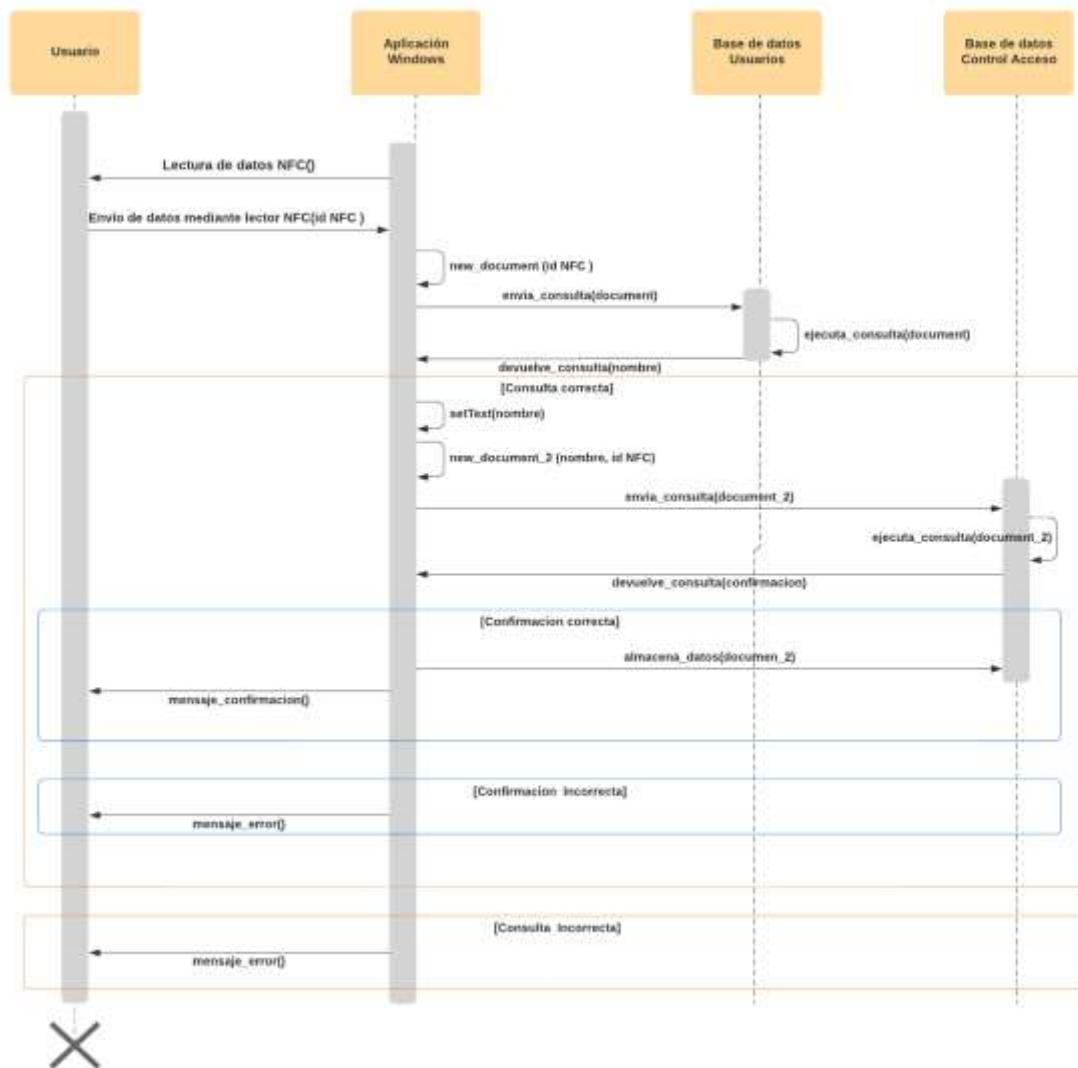 Usuario
Aplicación
Windows
Base de datos
Usuarios
Base de datos
Control Acceso
Lectura de datos NFC()
Envío de datos mediante lector NFC(id NFC )
new_document (id NFC )
envia_consulta(document)
ejecuta_consulta(document)
devuelve_consulta(nombre)
[Consulta correcta]
setText(nombre)
new_document_2 (nombre, id NFC)
envia_consulta(document_2)
ejecuta_consulta(document_2)
devuelve_consulta(confirmacion)
[Confirmacion correcta]
almacena_datos(documen_2)
mensaje_confirmacion()
[Confirmacion Incorrecta]
mensaje_error()
[Consulta Incorrecta]
mensaje_error()